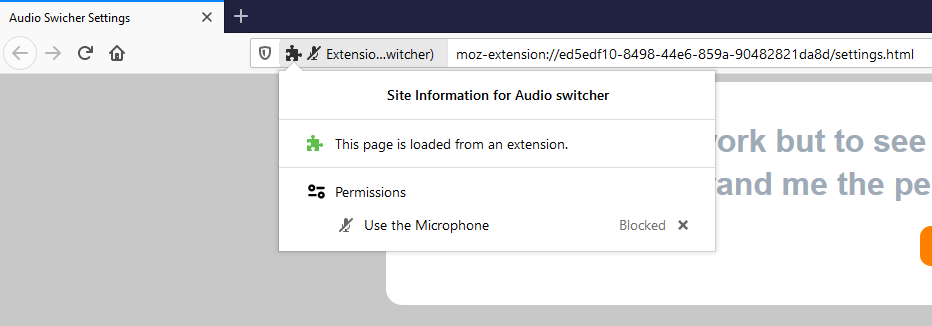 Audio Swicher Settings
Extensio...witcher) moz-extension://ed5edf10-8498-44e6-859a-90482821da8d/settings.html
Site Information for Audio switcher
This page is loaded from an extension.
ork but to see
Permissions
and me the pe
Use the Microphone Blocked